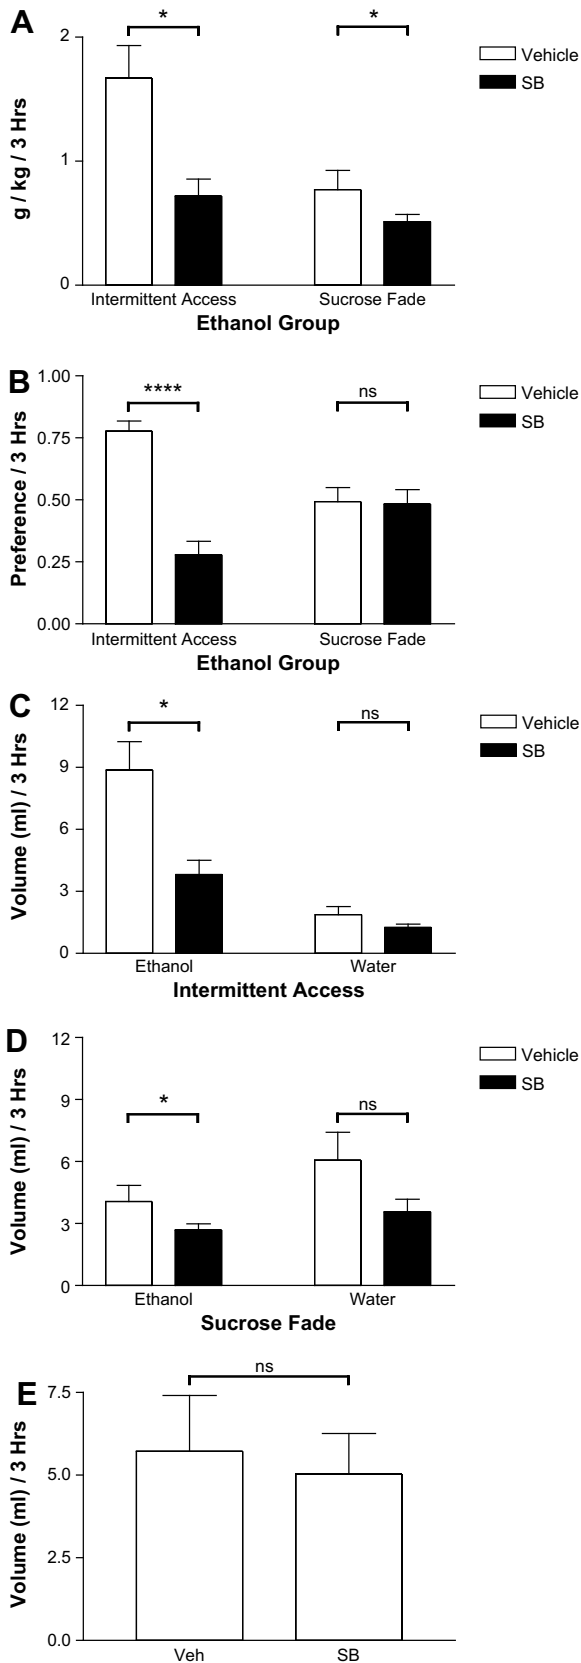 A
g / kg / 3 Hrs
2
1
0
*
*
Vehicle
SB
Intermittent Access
Sucrose Fade
Ethanol Group
B
Preference / 3 Hrs
1.00
0.75
0.50
0.25
0.00
****
ns
Vehicle
SB
Intermittent Access
Sucrose Fade
Ethanol Group
C
Volume (ml) / 3 Hrs
12
9
6
3
0
*
ns
Vehicle
SB
Ethanol
Water
Intermittent Access
D
Volume (ml) / 3 Hrs
12
9
6
3
0
*
ns
Vehicle
SB
Ethanol
Water
Sucrose Fade
E
Volume (ml) / 3 Hrs
7.5
5.0
2.5
0.0
ns
Veh
SB